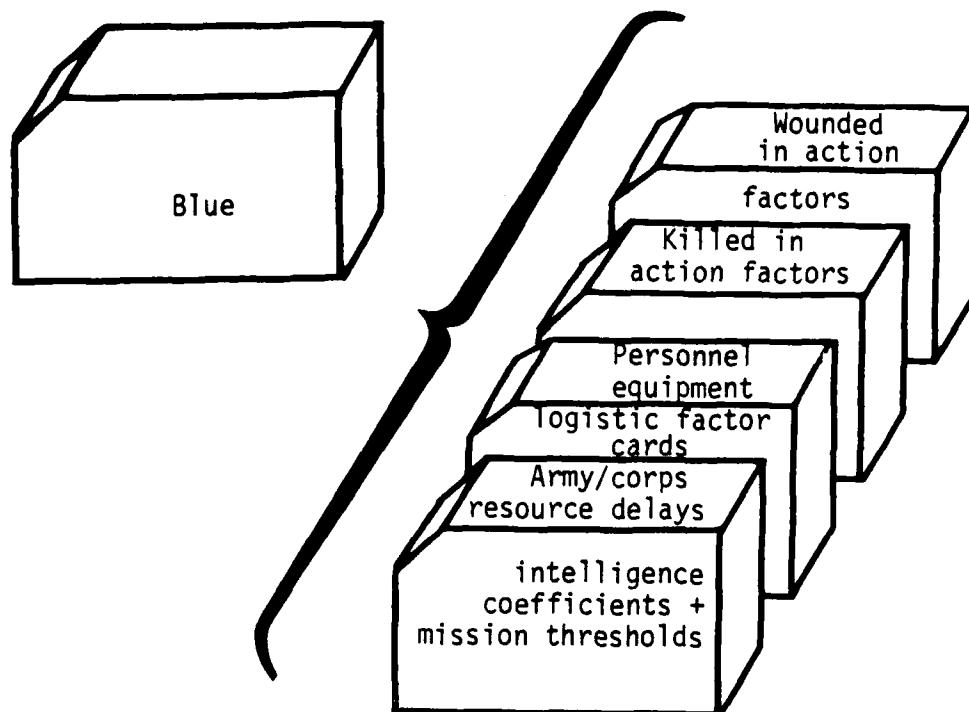 Blue
Wounded
in action
factors
Killed in
action factors
Personnel
equipment
logistic factor
cards
Army/corps
resource delays
intelligence
coefficients +
mission thresholds